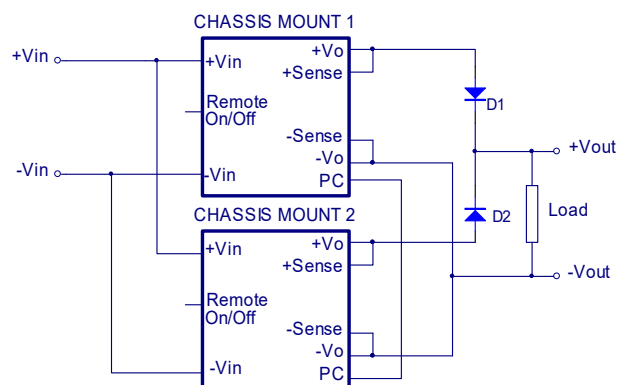 CHASSIS MOUNT 1
+Vin
+Vin
+Vo
+Sense
Remote
On/Off
D1
-Sense
-Vo
+Vout
-Vin
-Vin
PC
CHASSIS MOUNT 2
D2
Load
+Vo
+Vin
+Sense
-Vout
Remote
On/Off
-Sense
-Vo
-Vin
PC